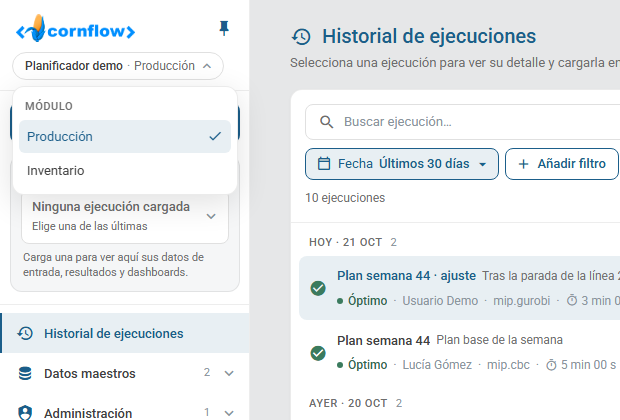 cornflow
Planificador demo · Producción
MÓDULO
Producción
Inventario
Ninguna ejecución cargada
Elige una de las últimas
Carga una para ver aquí sus datos de
entrada, resultados y dashboards.
Historial de ejecuciones
Datos maestros 2
Administración 1
Historial de ejecuciones
Selecciona una ejecución para ver su detalle y cargarla en
Buscar ejecución…
Fecha Últimos 30 días
Añadir filtro
10 ejecuciones
HOY · 21 OCT 2
Plan semana 44 · ajuste Tras la parada de la línea 2
Óptimo · Usuario Demo · mip.gurobi · 3 min 0
Plan semana 44 Plan base de la semana
Óptimo · Lucía Gómez · mip.cbc · 5 min 00 s
AYER · 20 OCT 2